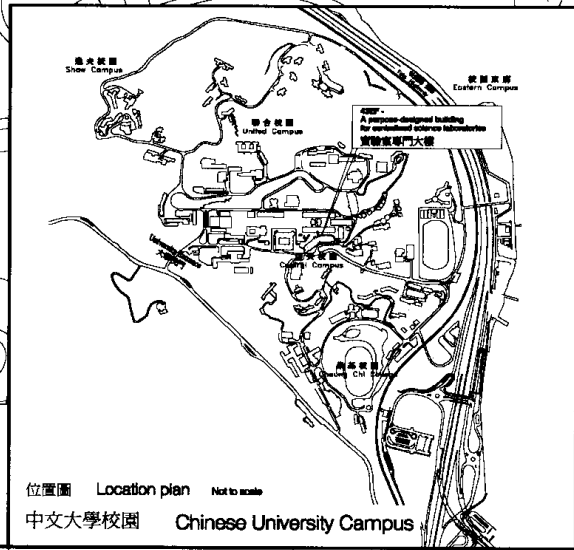 逸夫校園
Shaw Campus
聯合校園
United Campus
校園東廊
Eastern Campus
A purpose-designed building
for centralised science laboratories
實驗室專門大樓
Campus
崇基校園
Chung Chi
位置圖 Location plan Not to scale
中文大學校園 Chinese University Campus